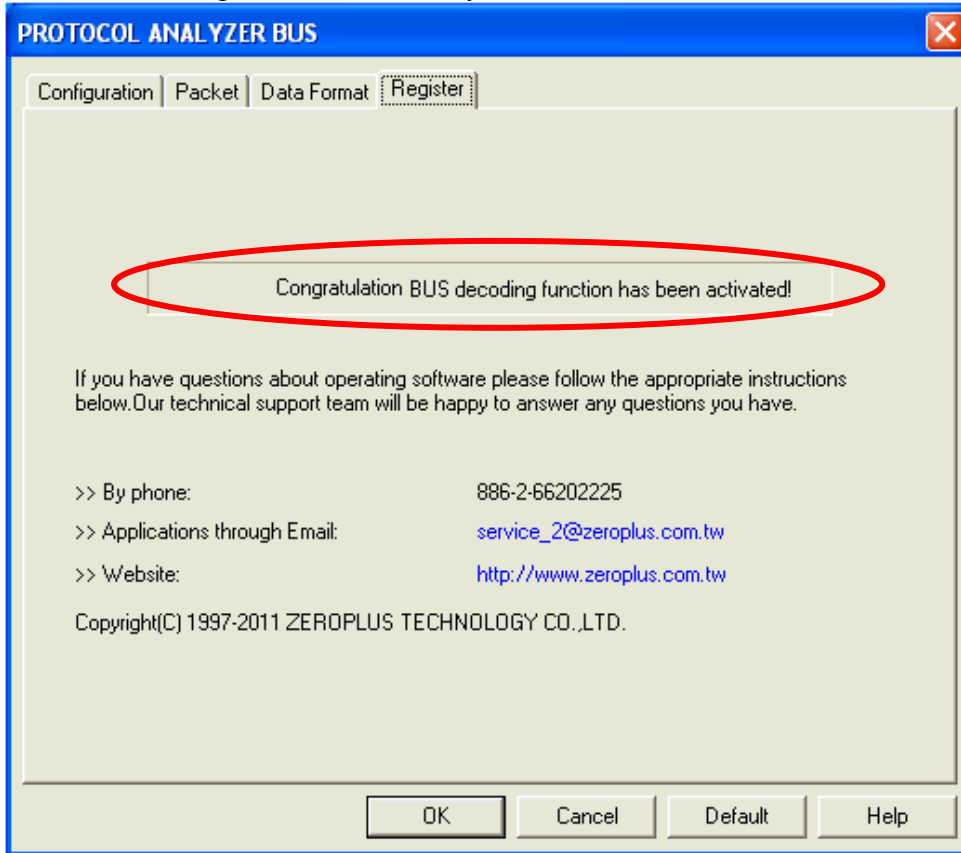 PROTOCOL ANALYZER BUS
Configuration Packet Data Format Register
Congratulation BUS decoding function has been activated!
If you have questions about operating software please follow the appropriate instructions
below.Our technical support team will be happy to answer any questions you have.
>> By phone: 886-2-66202225
>> Applications through Email: service_2@zeroplus.com.tw
>> Website: http://www.zeroplus.com.tw
Copyright(C) 1997-2011 ZEROPLUS TECHNOLOGY CO.,LTD.
OK Cancel Default Help